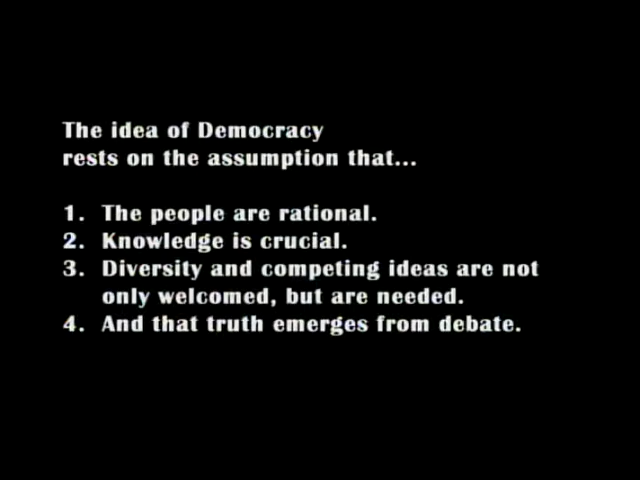 The idea of Democracy
rests on the assumption that...
1. The people are rational.
2. Knowledge is crucial.
3. Diversity and competing ideas are not
only welcomed, but are needed.
4. And that truth emerges from debate.